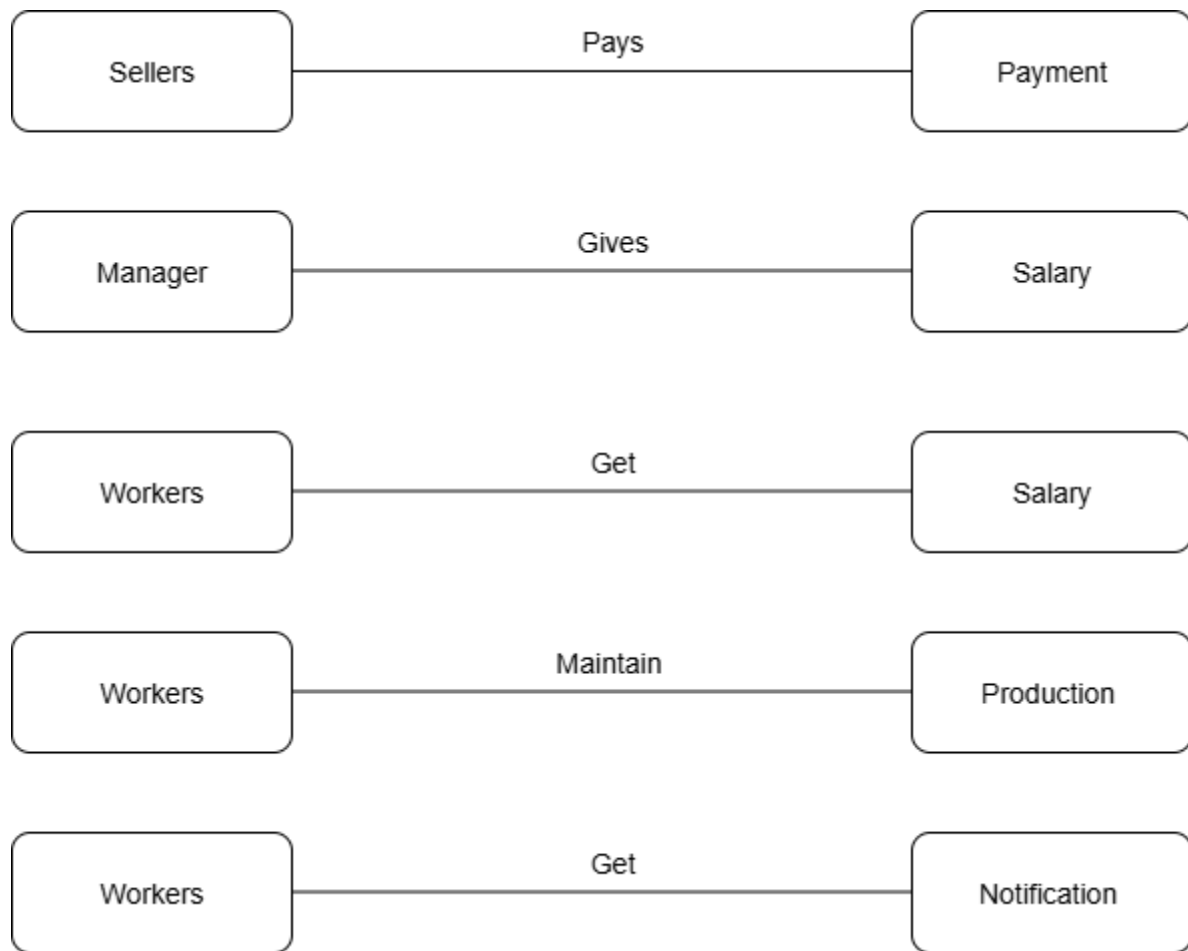 Pays
Sellers Payment
Gives
Manager Salary
Get
Workers Salary
Maintain
Workers Production
Get
Workers Notification